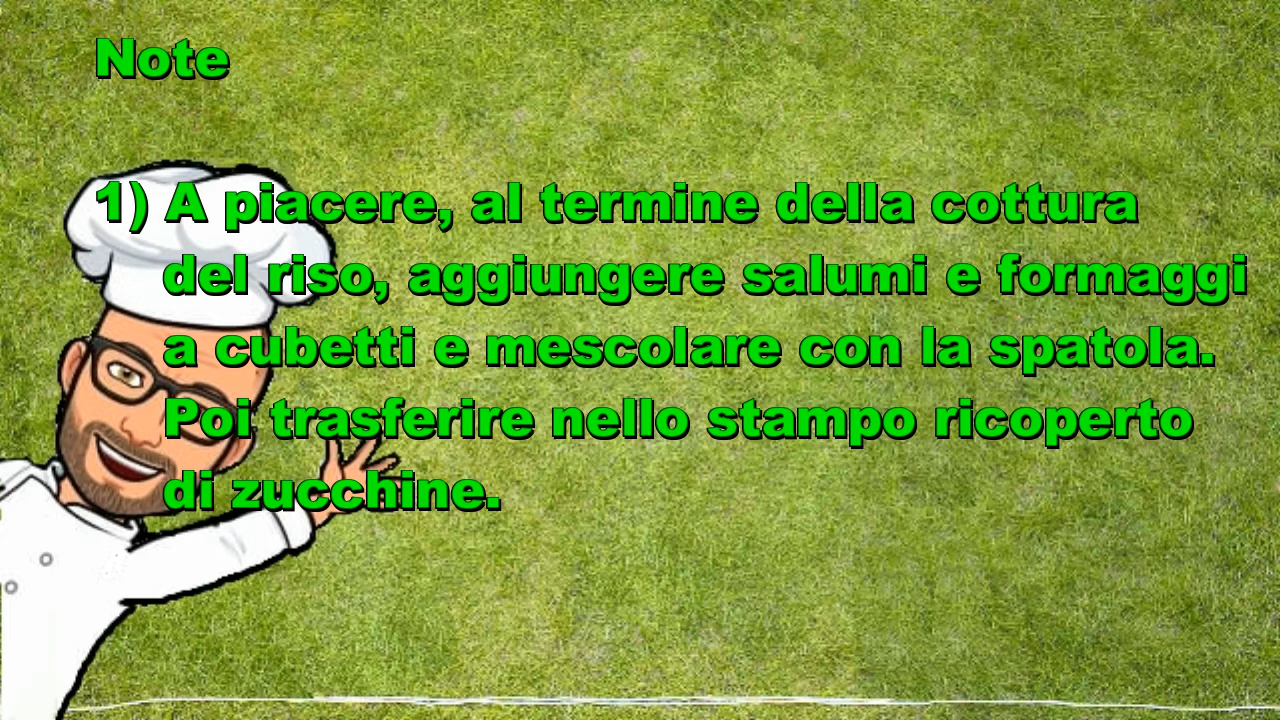 Note
1) A piacere, al termine della cottura
del riso, aggiungere salumi e formaggi
a cubetti e mescolare con la spatola.
Poi trasferire nello stampo ricoperto
di zucchine.